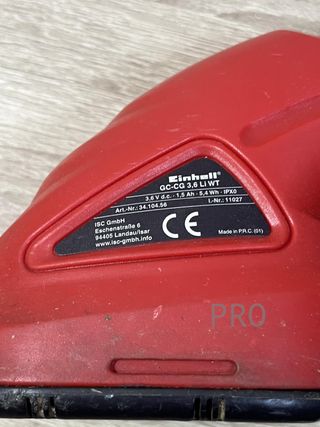 Einhell
GC-CG 3,6 Li WT
3,6 V d.c. · 1,5 Ah - 5,4 Wh - IPX0
Art.-Nr.: 34.104.56
I.-Nr.: 11027
ISC GmbH
Eschenstraße 6
94405 Landau/Isar
www.isc-gmbh.info
CE
Made in P.R.C. (01)
PRO